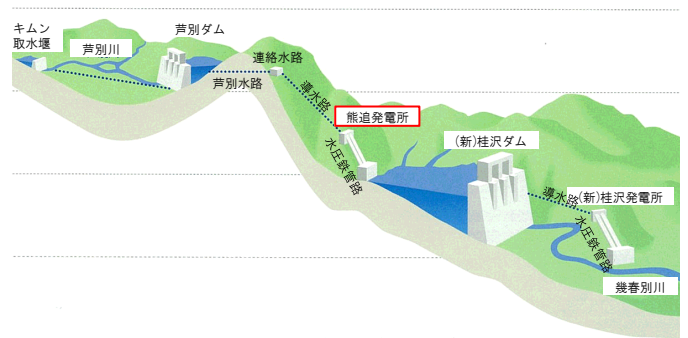 キムン
取水堰
芦別川
芦別ダム
連絡水路
芦別水路
導水路
熊追発電所
水圧鉄管路
(新)桂沢ダム
導水路
(新)桂沢発電所
水圧鉄管路
幾春別川